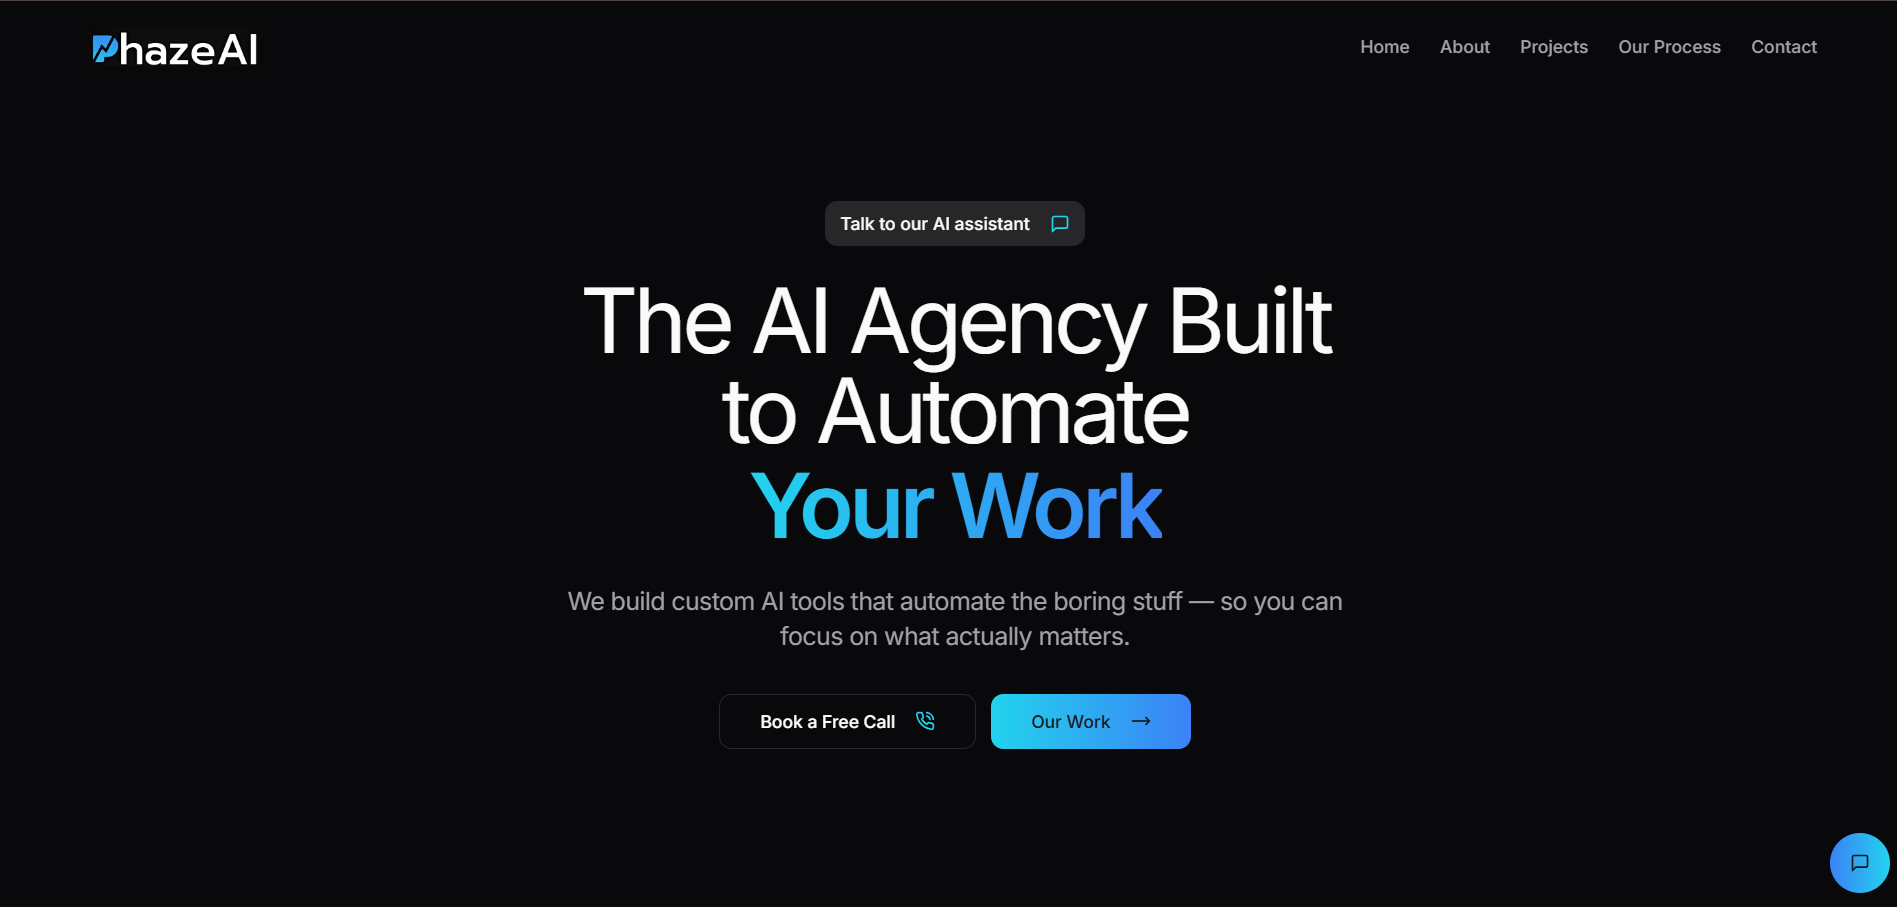 PhazeAI
Home About Projects Our Process Contact
Talk to our AI assistant
The AI Agency Built
to Automate
Your Work
We build custom AI tools that automate the boring stuff — so you can
focus on what actually matters.
Book a Free Call
Our Work